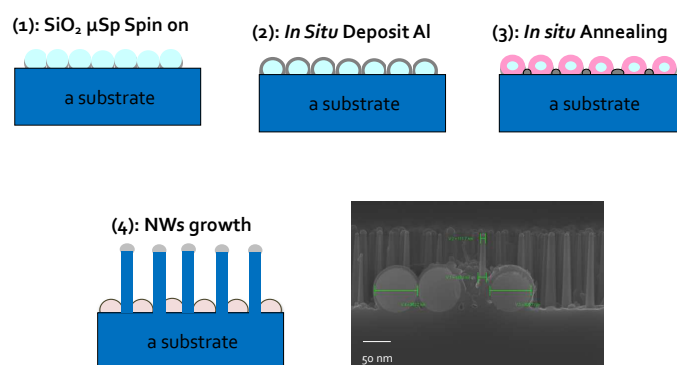 (1): SiO₂ µSp Spin on
(2): In Situ Deposit Al
(3): In situ Annealing
a substrate
a substrate
a substrate
(4): NWs growth
a substrate
50 nm